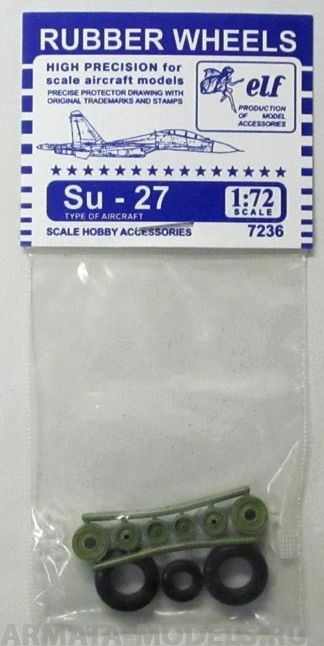 RUBBER WHEELS
HIGH PRECISION for
scale aircraft models
PRECISE PROTECTOR DRAWING WITH
ORIGINAL TRADEMARKS AND STAMPS
elf
PRODUCTION
OF MODEL
ACCESSORIES
Su - 27
TYPE OF AIRCRAFT
1:72
SCALE
SCALE HOBBY ACCESSORIES
7236
ARMATA-MODELS.RU